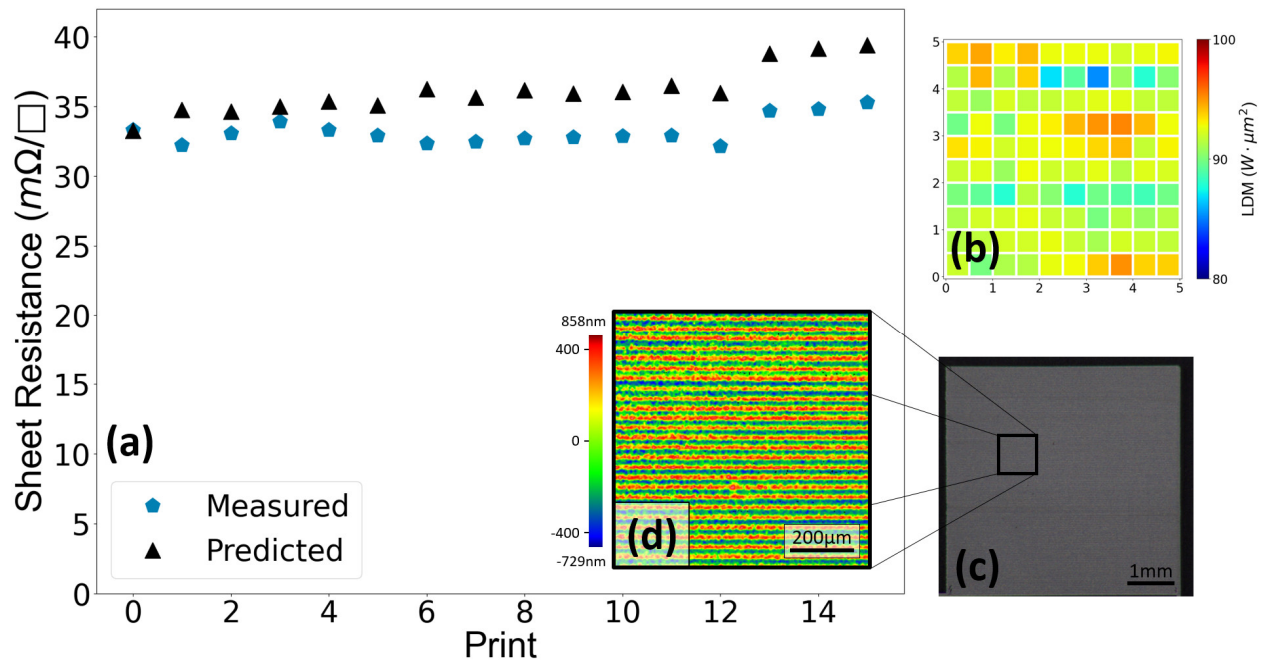 40
35
30
25
20
15
10
5
0
Sheet Resistance (mΩ/□)
0 2 4 6 8 10 12 14
Print
(a)
Measured
Predicted
5
4
3
2
1
0
0 1 2 3 4 5
(b)
100
90
80
LDM (W · μm²)
858nm
400
0
-400
-729nm
(d)
200μm
(c)
1mm